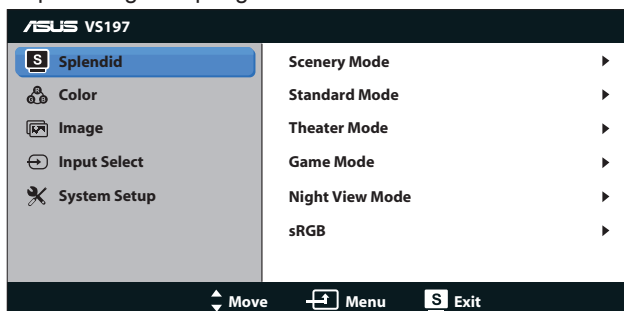 ASUS VS197
S Splendid
Color
Image
Input Select
System Setup
Scenery Mode
Standard Mode
Theater Mode
Game Mode
Night View Mode
sRGB
Move Menu S Exit